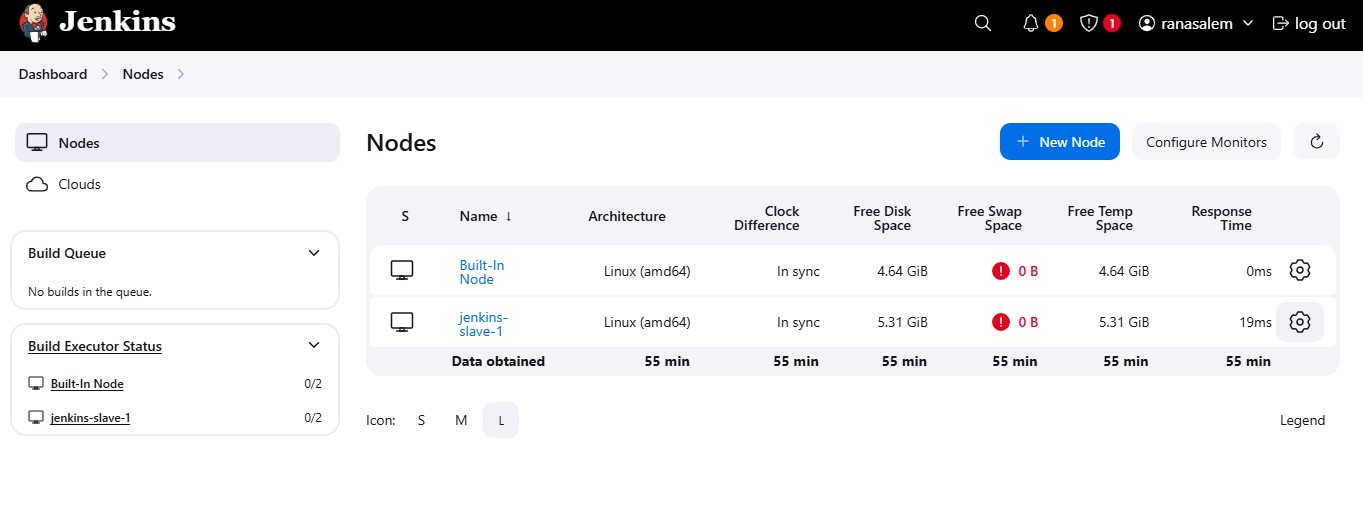 Jenkins
1
1
ranasalem
log out
Dashboard
Nodes
Nodes
Clouds
Build Queue
No builds in the queue.
Build Executor Status
Built-In Node 0/2
jenkins-slave-1 0/2
Nodes
+ New Node
Configure Monitors
S Name ↓ Architecture Clock Difference Free Disk Space Free Swap Space Free Temp Space Response Time
Built-In Node Linux (amd64) In sync 4.64 GiB ! 0 B 4.64 GiB 0ms
jenkins-slave-1 Linux (amd64) In sync 5.31 GiB ! 0 B 5.31 GiB 19ms
Data obtained 55 min 55 min 55 min 55 min 55 min 55 min
Icon: S M L
Legend